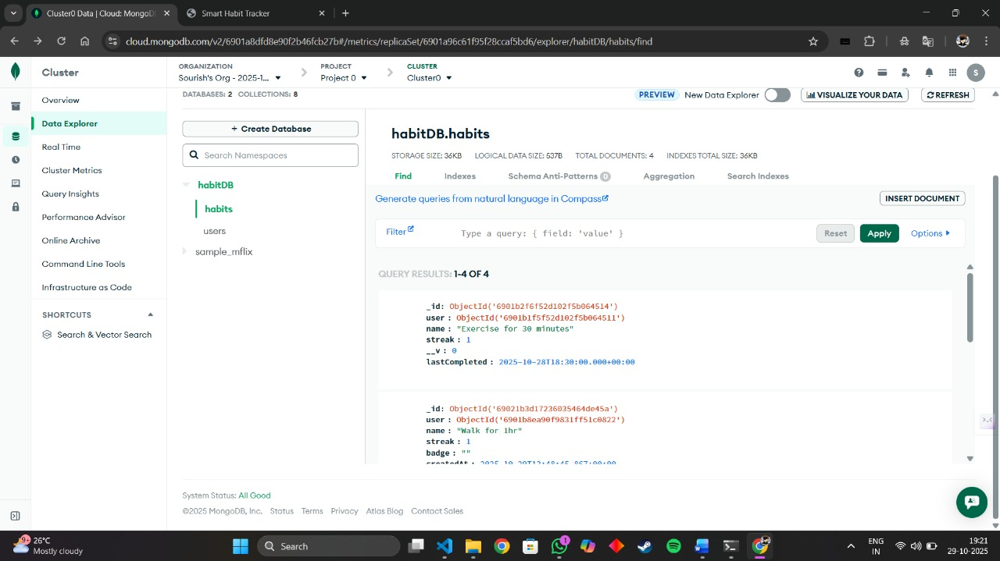 Cluster0 Data | Cloud: MongoD
Smart Habit Tracker
cloud.mongodb.com/v2/6901a8dfd8e90f2b46fcb27b#/metrics/replicaSet/6901a96c61f95f28ccaf5bd6/explorer/habitDB/habits/find
Cluster
ORGANIZATION
Sourish's Org - 2025-1...
PROJECT
Project 0
CLUSTER
Cluster0
S
Overview
Data Explorer
Real Time
Cluster Metrics
Query Insights
Performance Advisor
Online Archive
Command Line Tools
Infrastructure as Code
SHORTCUTS
Search & Vector Search
DATABASES: 2 COLLECTIONS: 8
PREVIEW New Data Explorer
VISUALIZE YOUR DATA
REFRESH
+ Create Database
Search Namespaces
habitDB
habits
users
sample_mflix
habitDB.habits
STORAGE SIZE: 36KB LOGICAL DATA SIZE: 537B TOTAL DOCUMENTS: 4 INDEXES TOTAL SIZE: 36KB
Find Indexes Schema Anti-Patterns 0 Aggregation Search Indexes
Generate queries from natural language in Compass
INSERT DOCUMENT
Filter
Type a query: { field: 'value' }
Reset
Apply
Options
QUERY RESULTS: 1-4 OF 4
_id: ObjectId('6901b2f6f52d102f5b064514')
user: ObjectId('6901b1f5f52d102f5b064511')
name: "Exercise for 30 minutes"
streak: 1
__v: 0
lastCompleted: 2025-10-28T18:30:00.000+00:00
_id: ObjectId('69021b3d17236035464de45a')
user: ObjectId('6901b8ea90f9831ff51c0822')
name: "Walk for 1hr"
streak: 1
badge: ""
createdAt: 2025-10-29T13:48:45.867+00:00
System Status: All Good
©2025 MongoDB, Inc. Status Terms Privacy Atlas Blog Contact Sales
9+
26°C
Mostly cloudy
Search
1
ENG
IN
19:21
29-10-2025